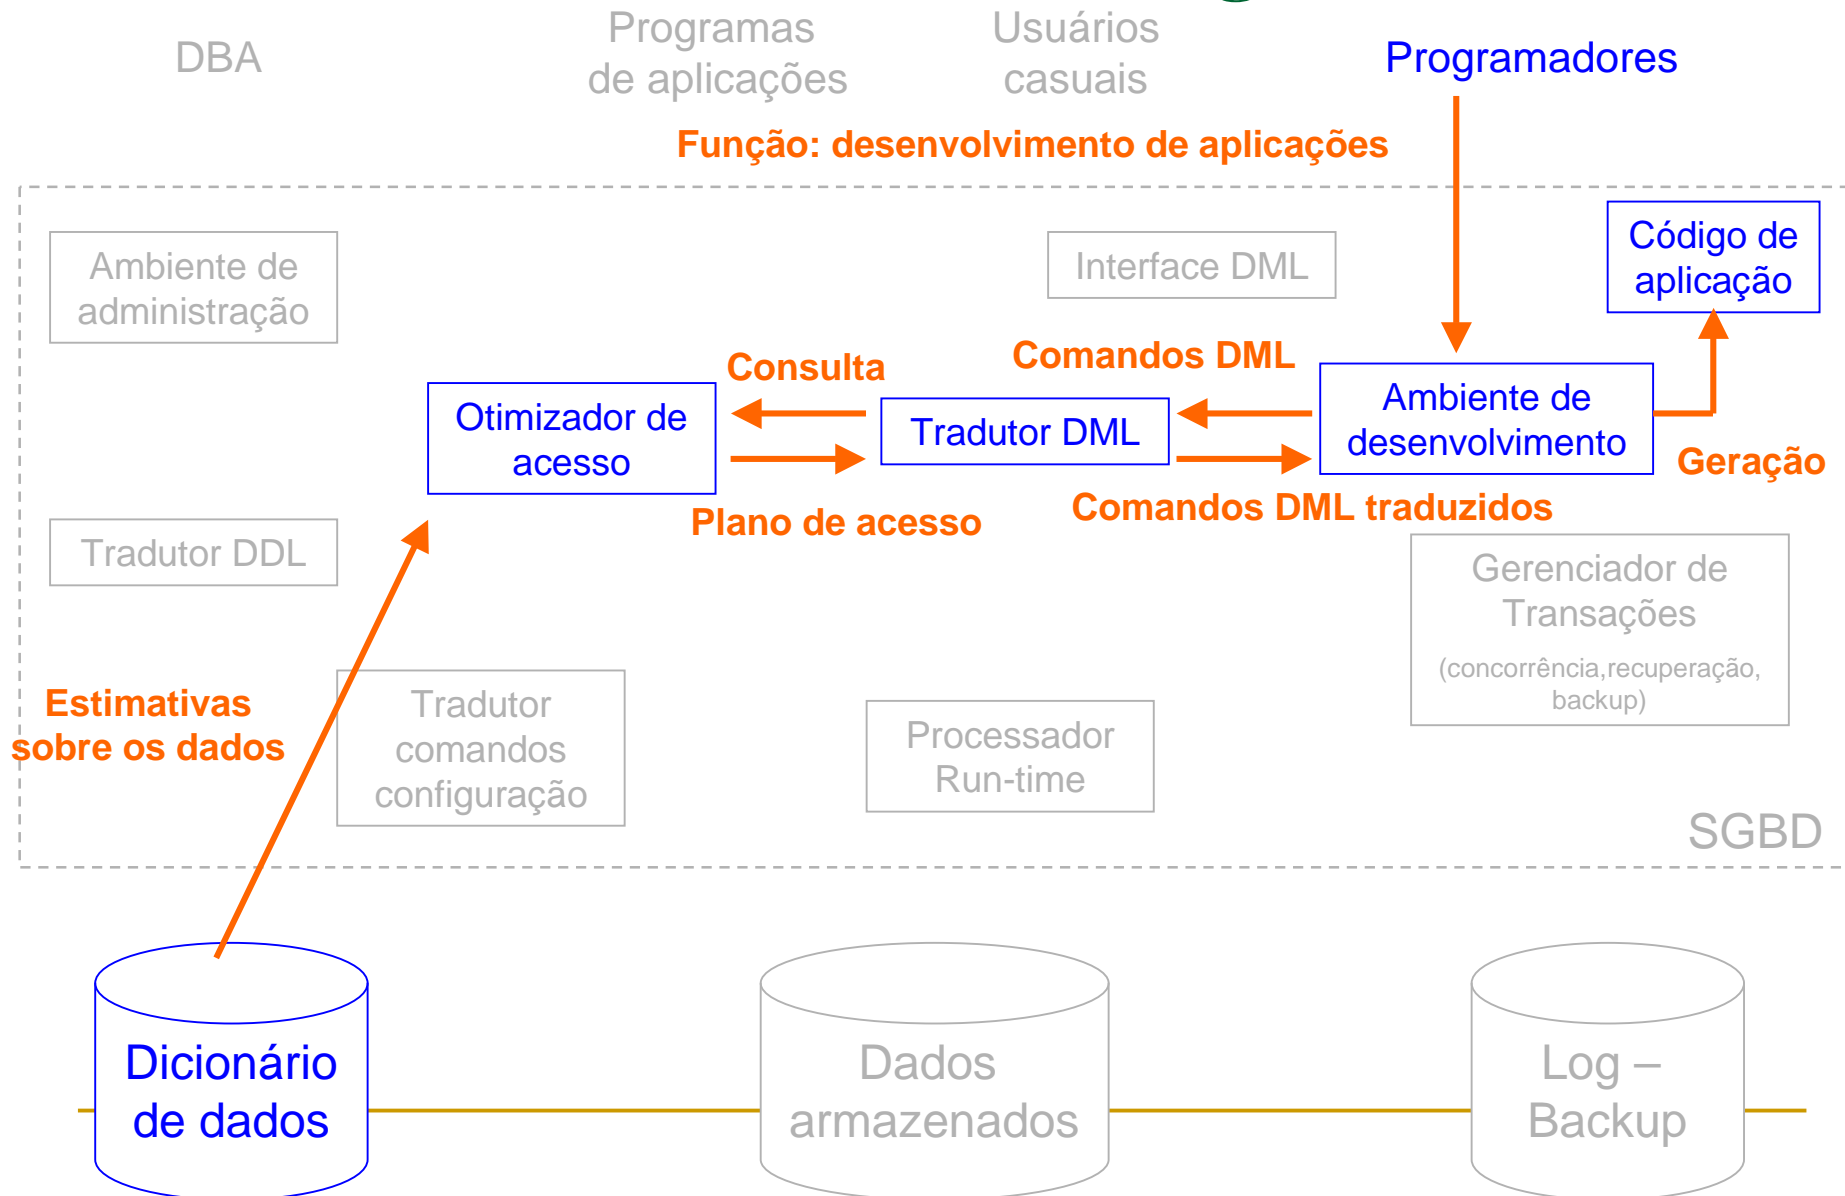 DBA
Programas
de aplicações
Usuários
casuais
Programadores
Função: desenvolvimento de aplicações
Ambiente de
administração
Interface DML
Código de
aplicação
Consulta
Comandos DML
Otimizador de
acesso
Tradutor DML
Ambiente de
desenvolvimento
Geração
Plano de acesso
Comandos DML traduzidos
Tradutor DDL
Gerenciador de
Transações
(concorrência,recuperação,
backup)
Estimativas
sobre os dados
Tradutor
comandos
configuração
Processador
Run-time
SGBD
Dicionário
de dados
Dados
armazenados
Log –
Backup